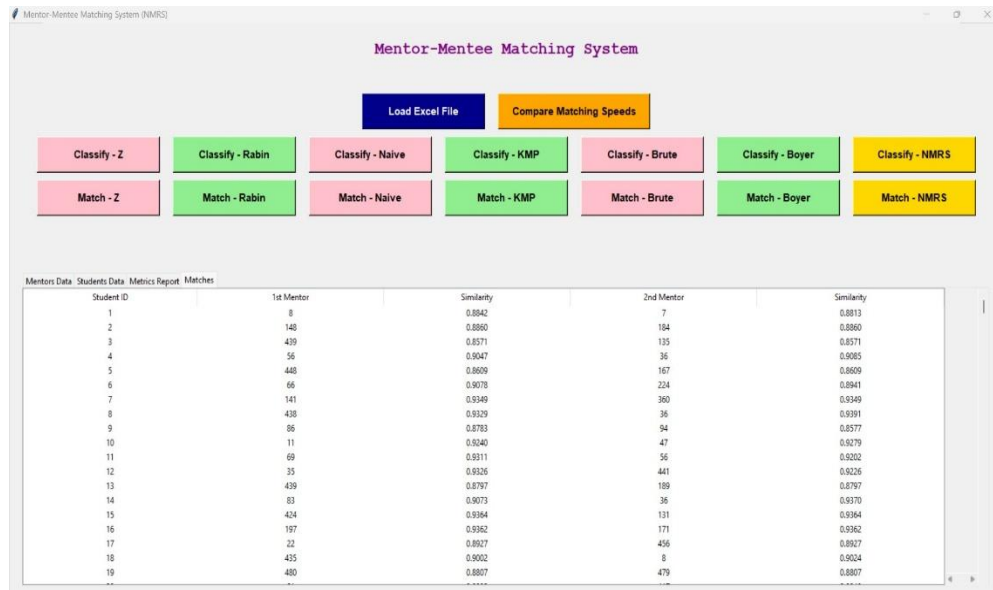 Mentor-Mentee Matching System (NMRS)
Mentor-Mentee Matching System
Load Excel File Compare Matching Speeds
Classify - Z Classify - Rabin Classify - Naive Classify - KMP Classify - Brute Classify - Boyer Classify - NMRS
Match - Z Match - Rabin Match - Naive Match - KMP Match - Brute Match - Boyer Match - NMRS
Mentors Data Students Data Metrics Report Matches
Student ID 1st Mentor Similarity 2nd Mentor Similarity
1 8 0.8842 7 0.8813
2 148 0.8860 184 0.8860
3 439 0.8571 135 0.8571
4 56 0.9047 36 0.9085
5 448 0.8609 167 0.8609
6 66 0.9078 224 0.8941
7 141 0.9349 360 0.9349
8 438 0.9329 36 0.9391
9 86 0.8783 94 0.8577
10 11 0.9240 47 0.9279
11 69 0.9311 56 0.9202
12 35 0.9326 441 0.9226
13 439 0.8797 189 0.8797
14 83 0.9073 36 0.9370
15 424 0.9364 131 0.9364
16 197 0.9362 171 0.9362
17 22 0.8927 456 0.8927
18 435 0.9002 8 0.9024
19 480 0.8807 479 0.8807